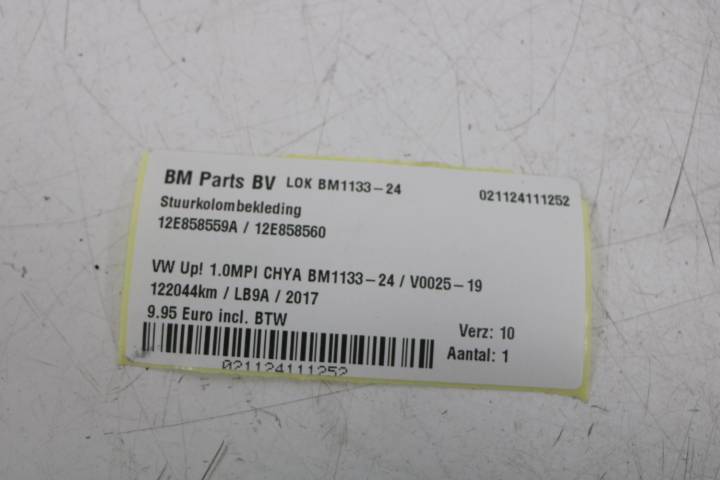 BM Parts BV LOK BM1133-24 021124111252
Stuurkolombekleding
12E858559A / 12E858560
VW Up! 1.0MPI CHYA BM1133-24 / V0025-19
122044km / LB9A / 2017
9.95 Euro incl. BTW Verz: 10
Aantal: 1
021124111252